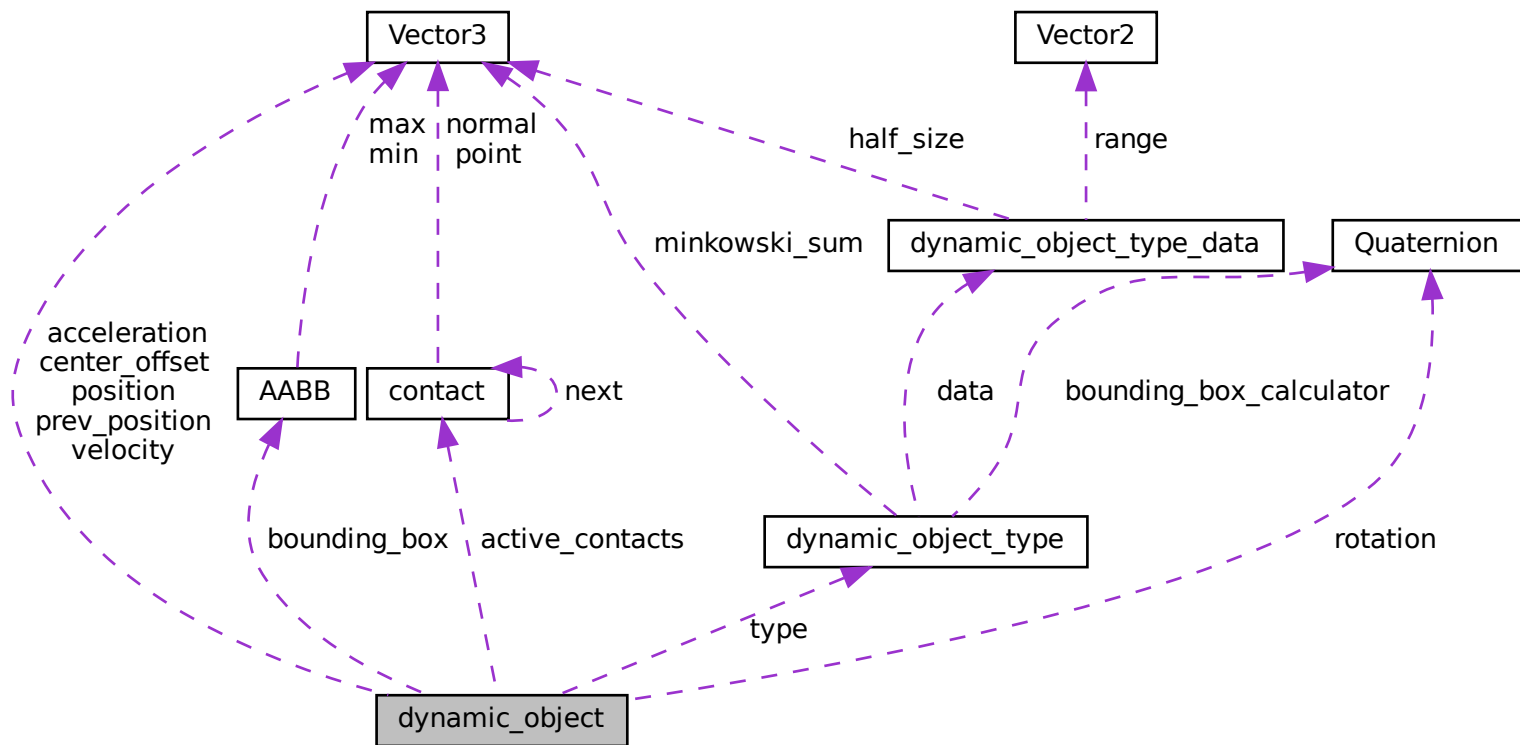 Vector3
Vector2
max
min
normal
point
half_size
range
minkowski_sum
dynamic_object_type_data
Quaternion
acceleration
center_offset
position
prev_position
velocity
AABB
contact
next
data
bounding_box_calculator
bounding_box
active_contacts
dynamic_object_type
rotation
type
dynamic_object